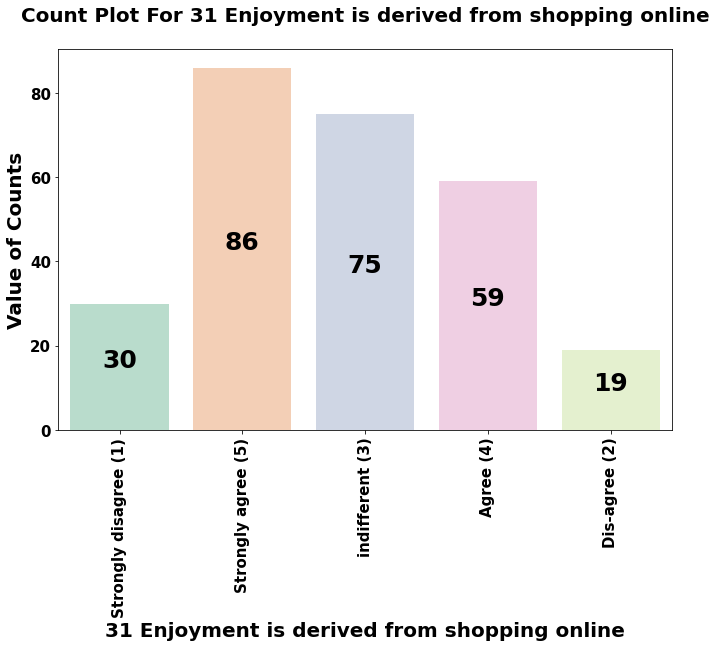 Count Plot For 31 Enjoyment is derived from shopping online
Value of Counts
80
60
40
20
0
30
86
75
59
19
Strongly disagree (1)
Strongly agree (5)
indifferent (3)
Agree (4)
Dis-agree (2)
31 Enjoyment is derived from shopping online